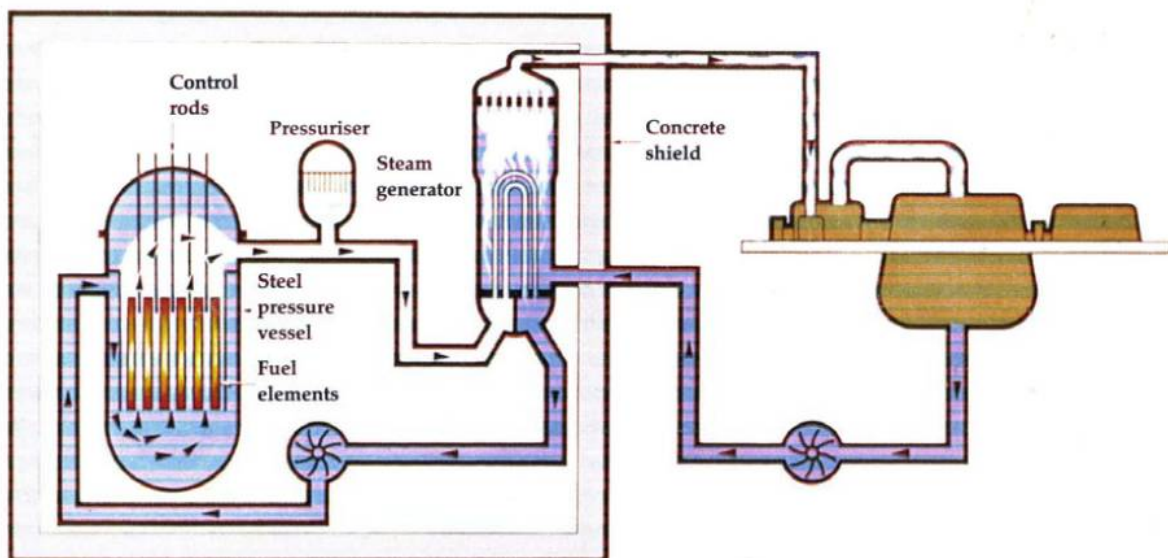 Control
rods
Pressuriser
Steam
generator
Concrete
shield
Steel
pressure
vessel
Fuel
elements